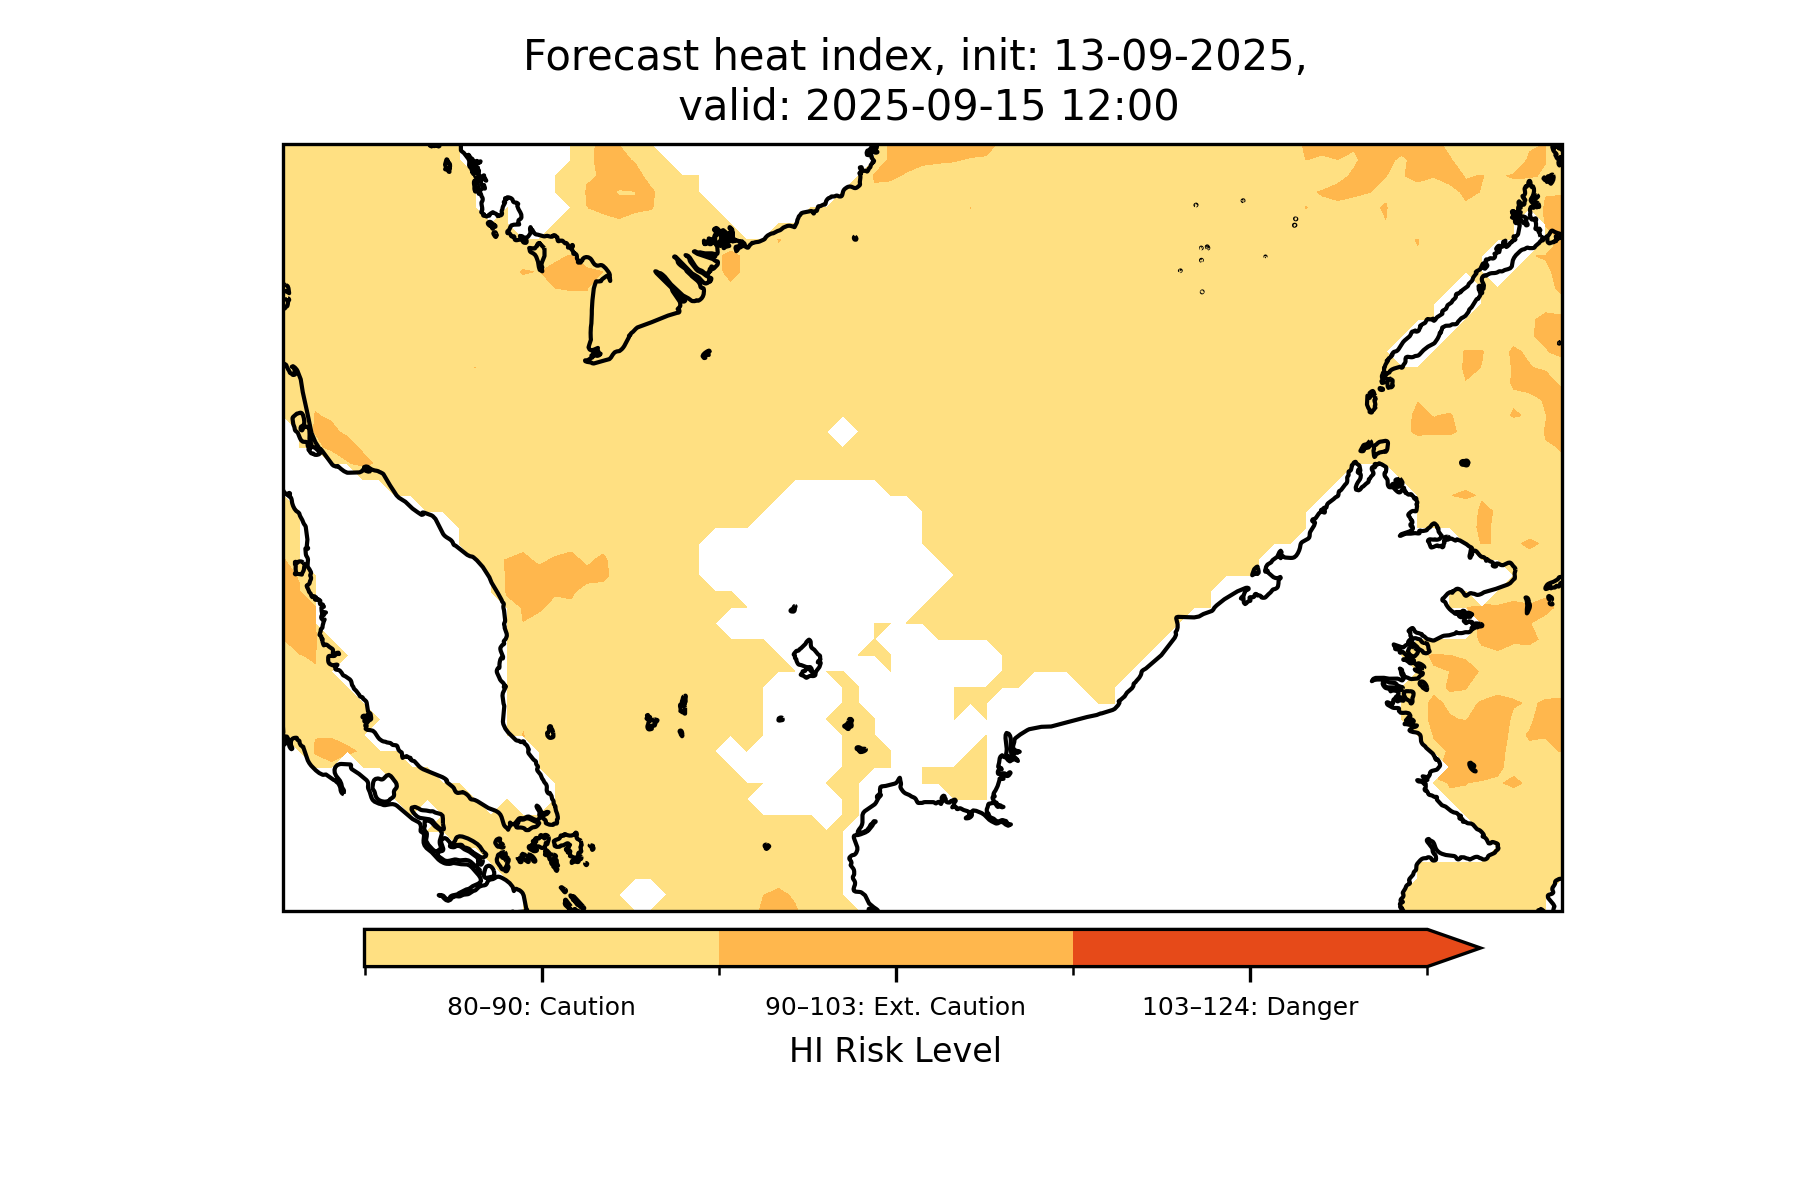 Forecast heat index, init: 13-09-2025,
valid: 2025-09-15 12:00
80–90: Caution
90–103: Ext. Caution
103–124: Danger
HI Risk Level